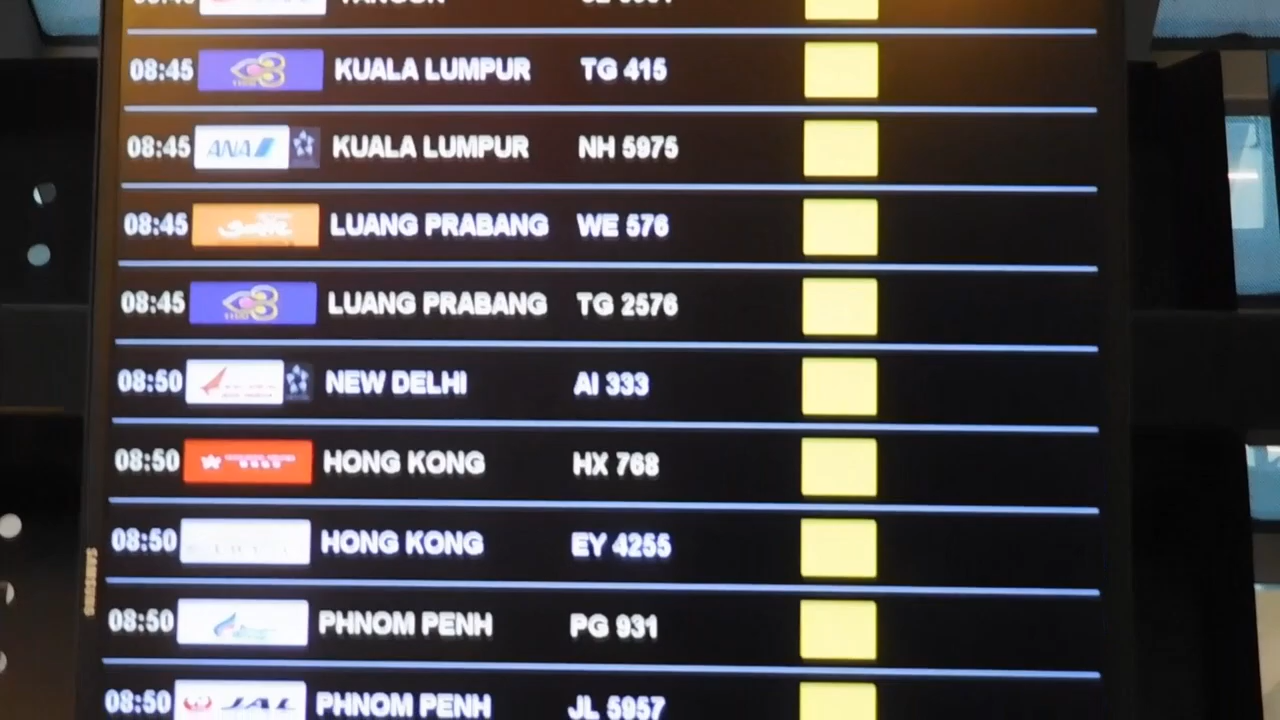 08:45 KUALA LUMPUR TG 415
08:45 ANA KUALA LUMPUR NH 5975
08:45 LUANG PRABANG WE 576
08:45 LUANG PRABANG TG 2576
08:50 NEW DELHI AI 333
08:50 HONG KONG HX 768
08:50 HONG KONG EY 4255
08:50 PHNOM PENH PG 931
08:50 JAL PHNOM PENH JL 5957
SAMSUNG